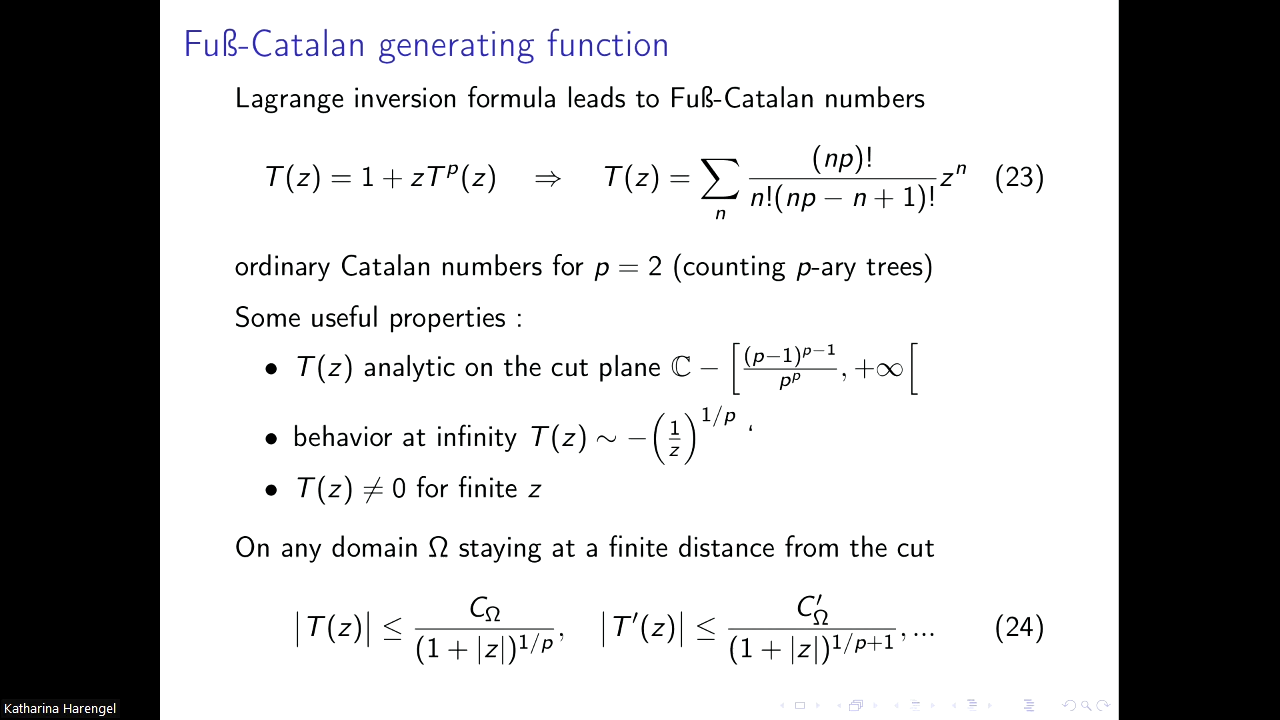 Fuß-Catalan generating function
Lagrange inversion formula leads to Fuß-Catalan numbers
T(z) = 1 + zT^p(z) ⇒ T(z) = ∑_n (np)!/(n!(np − n + 1)!) z^n (23)
ordinary Catalan numbers for p = 2 (counting p-ary trees)
Some useful properties :
• T(z) analytic on the cut plane ℂ − [(p−1)^{p−1}/p^p, +∞[
• behavior at infinity T(z) ∼ −(1/z)^{1/p}
• T(z) ≠ 0 for finite z
On any domain Ω staying at a finite distance from the cut
|T(z)| ≤ C_Ω/(1 + |z|)^{1/p}, |T′(z)| ≤ C′_Ω/(1 + |z|)^{1/p+1}, ... (24)
Katharina Harengel